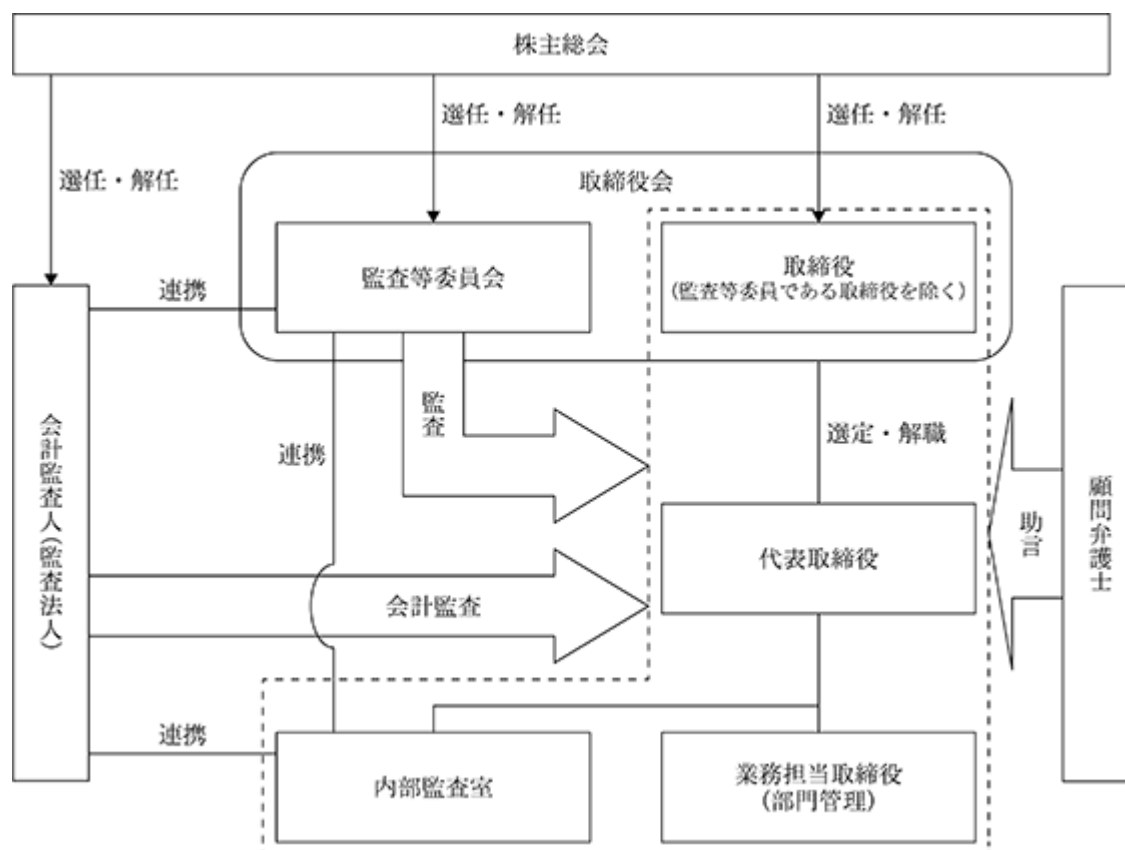 株主総会
選任・解任
選任・解任
選任・解任
取締役会
監査等委員会
取締役
(監査等委員である取締役を除く)
連携
会計監査人(監査法人)
監査
連携
選定・解職
代表取締役
助言
顧問弁護士
会計監査
連携
内部監査室
業務担当取締役
(部門管理)